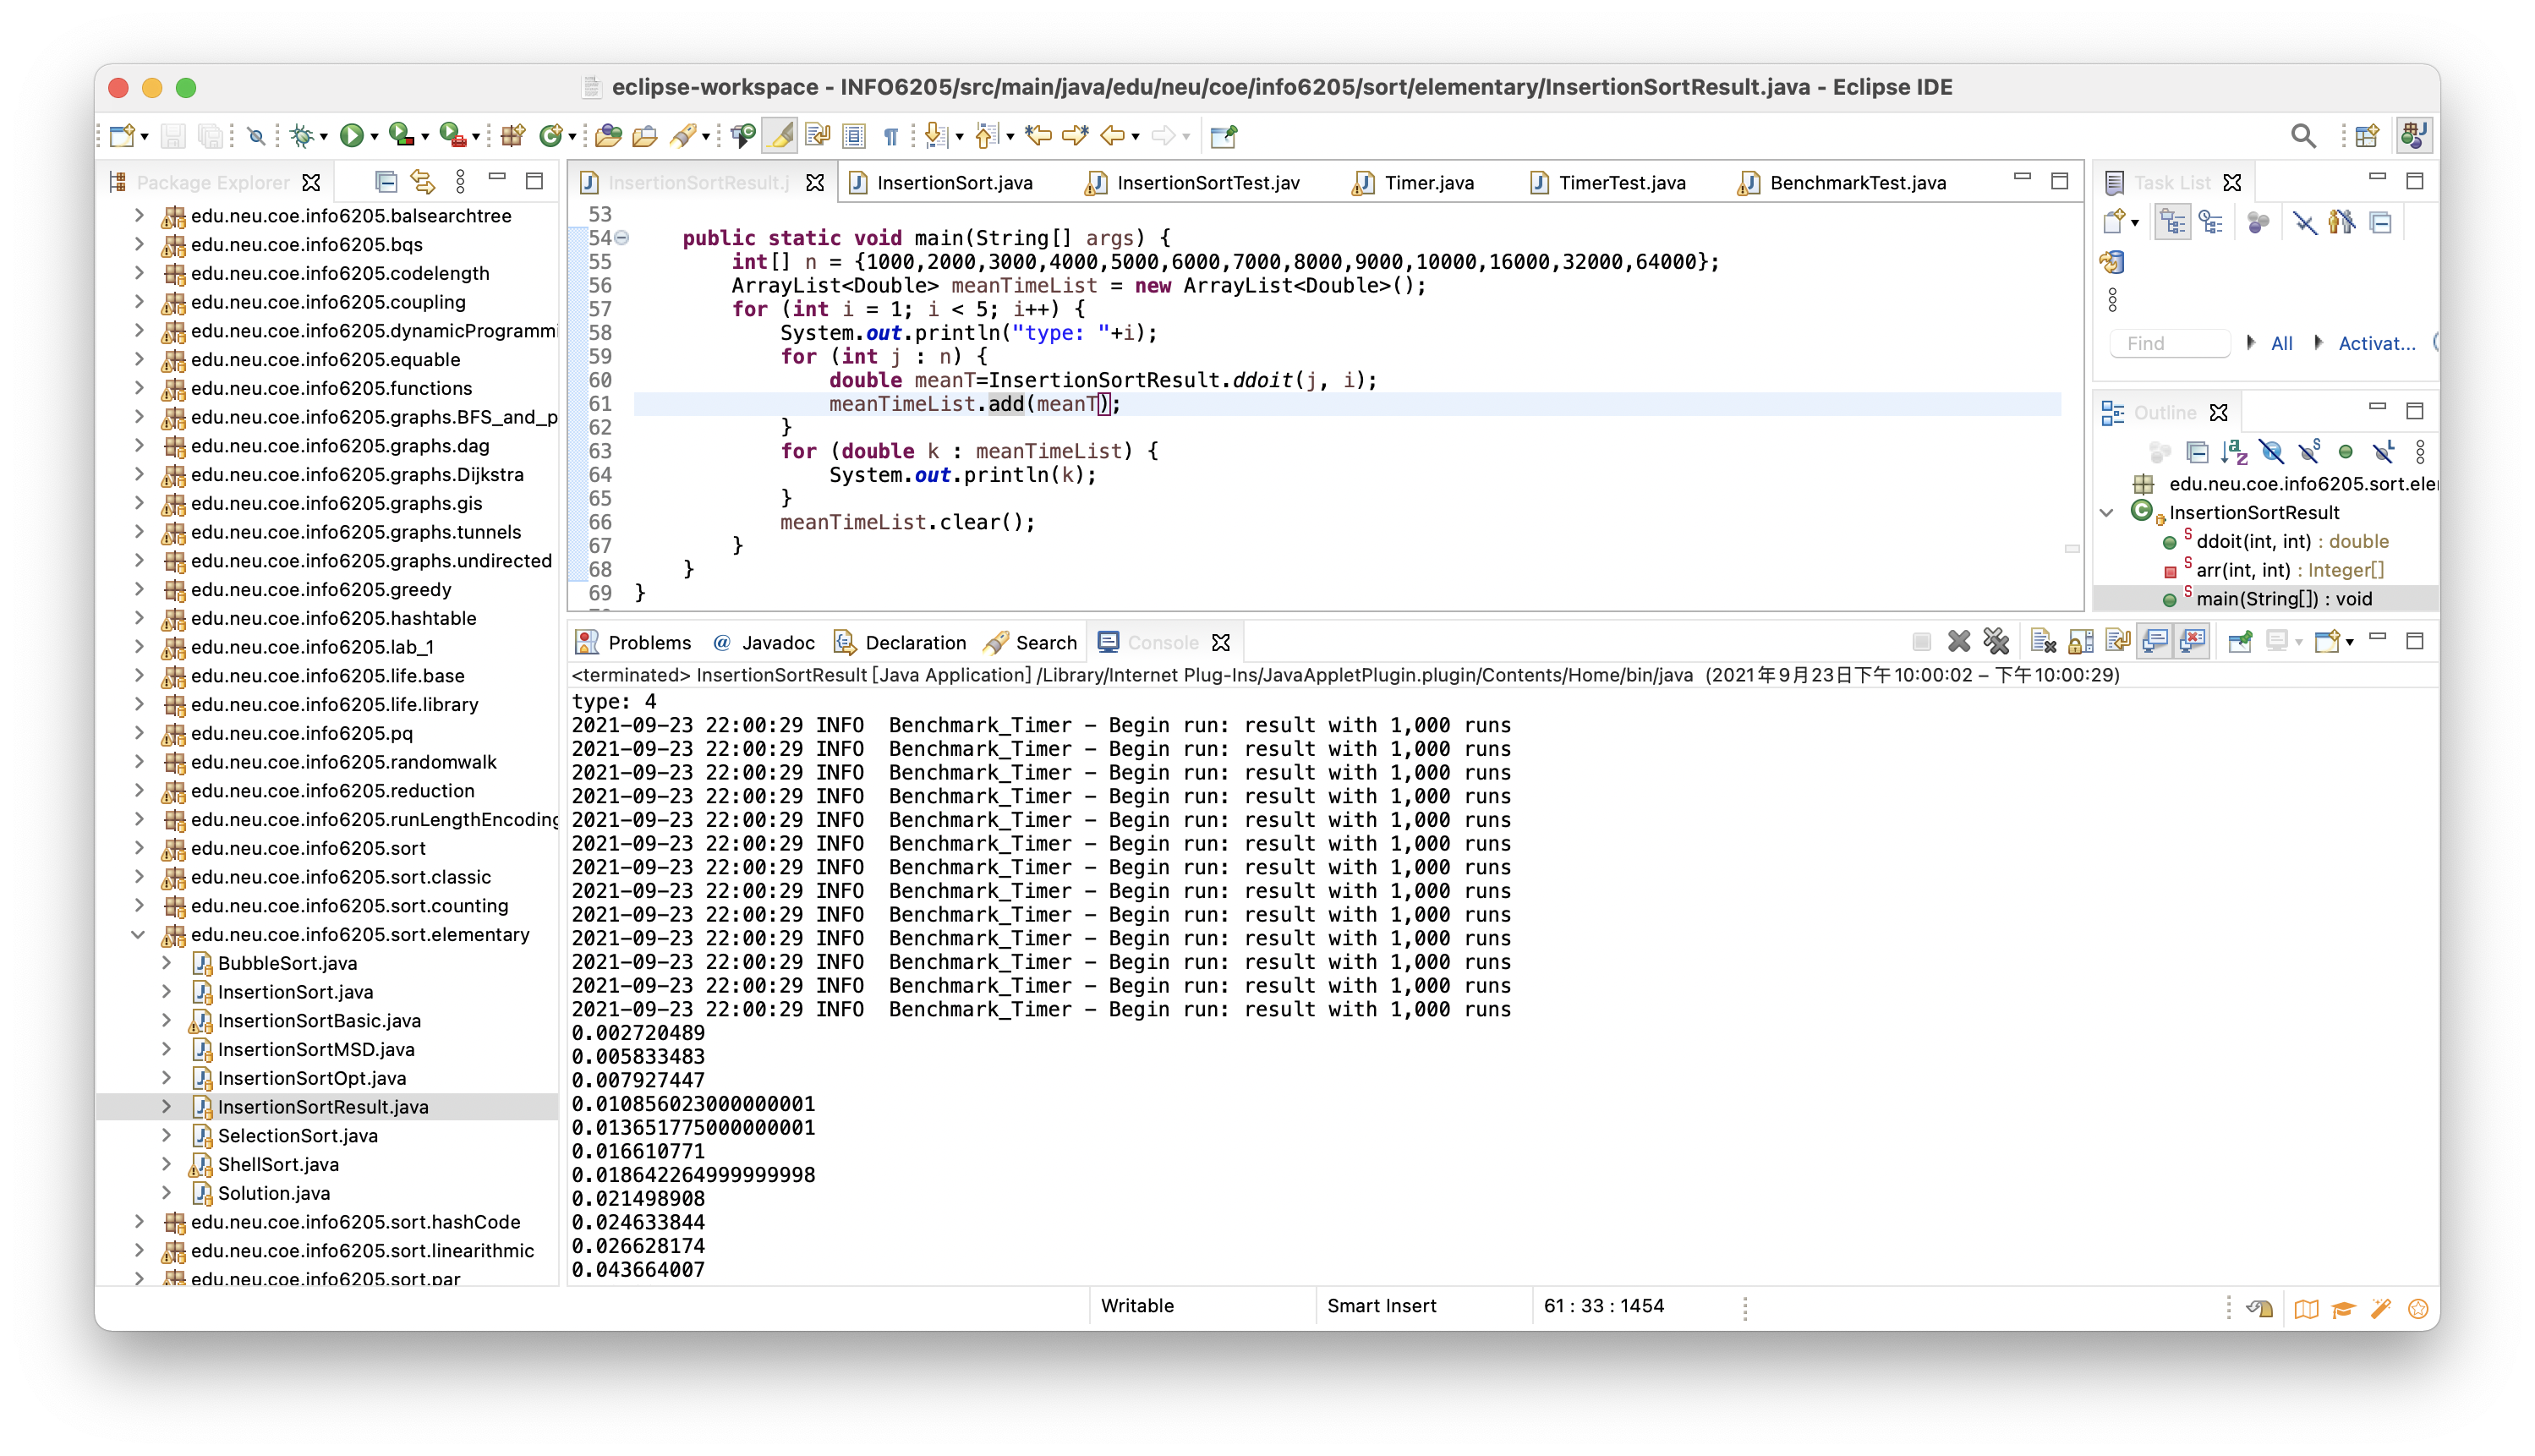 eclipse-workspace - INFO6205/src/main/java/edu/neu/coe/info6205/sort/elementary/InsertionSortResult.java - Eclipse IDE
Package Explorer
edu.neu.coe.info6205.balsearchtree
edu.neu.coe.info6205.bqs
edu.neu.coe.info6205.codelength
edu.neu.coe.info6205.coupling
edu.neu.coe.info6205.dynamicProgrammi
edu.neu.coe.info6205.equable
edu.neu.coe.info6205.functions
edu.neu.coe.info6205.graphs.BFS_and_p
edu.neu.coe.info6205.graphs.dag
edu.neu.coe.info6205.graphs.Dijkstra
edu.neu.coe.info6205.graphs.gis
edu.neu.coe.info6205.graphs.tunnels
edu.neu.coe.info6205.graphs.undirected
edu.neu.coe.info6205.greedy
edu.neu.coe.info6205.hashtable
edu.neu.coe.info6205.lab_1
edu.neu.coe.info6205.life.base
edu.neu.coe.info6205.life.library
edu.neu.coe.info6205.pq
edu.neu.coe.info6205.randomwalk
edu.neu.coe.info6205.reduction
edu.neu.coe.info6205.runLengthEncoding
edu.neu.coe.info6205.sort
edu.neu.coe.info6205.sort.classic
edu.neu.coe.info6205.sort.counting
edu.neu.coe.info6205.sort.elementary
BubbleSort.java
InsertionSort.java
InsertionSortBasic.java
InsertionSortMSD.java
InsertionSortOpt.java
InsertionSortResult.java
SelectionSort.java
ShellSort.java
Solution.java
edu.neu.coe.info6205.sort.hashCode
edu.neu.coe.info6205.sort.linearithmic
edu.neu.coe.info6205.sort.par
InsertionSortResult.j InsertionSort.java InsertionSortTest.jav Timer.java TimerTest.java BenchmarkTest.java
53
54 public static void main(String[] args) {
55 int[] n = {1000,2000,3000,4000,5000,6000,7000,8000,9000,10000,16000,32000,64000};
56 ArrayList<Double> meanTimeList = new ArrayList<Double>();
57 for (int i = 1; i < 5; i++) {
58 System.out.println("type: "+i);
59 for (int j : n) {
60 double meanT=InsertionSortResult.ddoit(j, i);
61 meanTimeList.add(meanT);
62 }
63 for (double k : meanTimeList) {
64 System.out.println(k);
65 }
66 meanTimeList.clear();
67 }
68 }
69 }
Task List
Find All Activat...
Outline
edu.neu.coe.info6205.sort.ele
InsertionSortResult
ddoit(int, int) : double
arr(int, int) : Integer[]
main(String[]) : void
Problems Javadoc Declaration Search Console
<terminated> InsertionSortResult [Java Application] /Library/Internet Plug-Ins/JavaAppletPlugin.plugin/Contents/Home/bin/java (2021年9月23日下午10:00:02 – 下午10:00:29)
type: 4
2021-09-23 22:00:29 INFO Benchmark_Timer - Begin run: result with 1,000 runs
2021-09-23 22:00:29 INFO Benchmark_Timer - Begin run: result with 1,000 runs
2021-09-23 22:00:29 INFO Benchmark_Timer - Begin run: result with 1,000 runs
2021-09-23 22:00:29 INFO Benchmark_Timer - Begin run: result with 1,000 runs
2021-09-23 22:00:29 INFO Benchmark_Timer - Begin run: result with 1,000 runs
2021-09-23 22:00:29 INFO Benchmark_Timer - Begin run: result with 1,000 runs
2021-09-23 22:00:29 INFO Benchmark_Timer - Begin run: result with 1,000 runs
2021-09-23 22:00:29 INFO Benchmark_Timer - Begin run: result with 1,000 runs
2021-09-23 22:00:29 INFO Benchmark_Timer - Begin run: result with 1,000 runs
2021-09-23 22:00:29 INFO Benchmark_Timer - Begin run: result with 1,000 runs
2021-09-23 22:00:29 INFO Benchmark_Timer - Begin run: result with 1,000 runs
2021-09-23 22:00:29 INFO Benchmark_Timer - Begin run: result with 1,000 runs
2021-09-23 22:00:29 INFO Benchmark_Timer - Begin run: result with 1,000 runs
0.002720489
0.005833483
0.007927447
0.010856023000000001
0.013651775000000001
0.016610771
0.018642264999999998
0.021498908
0.024633844
0.026628174
0.043664007
Writable Smart Insert 61 : 33 : 1454